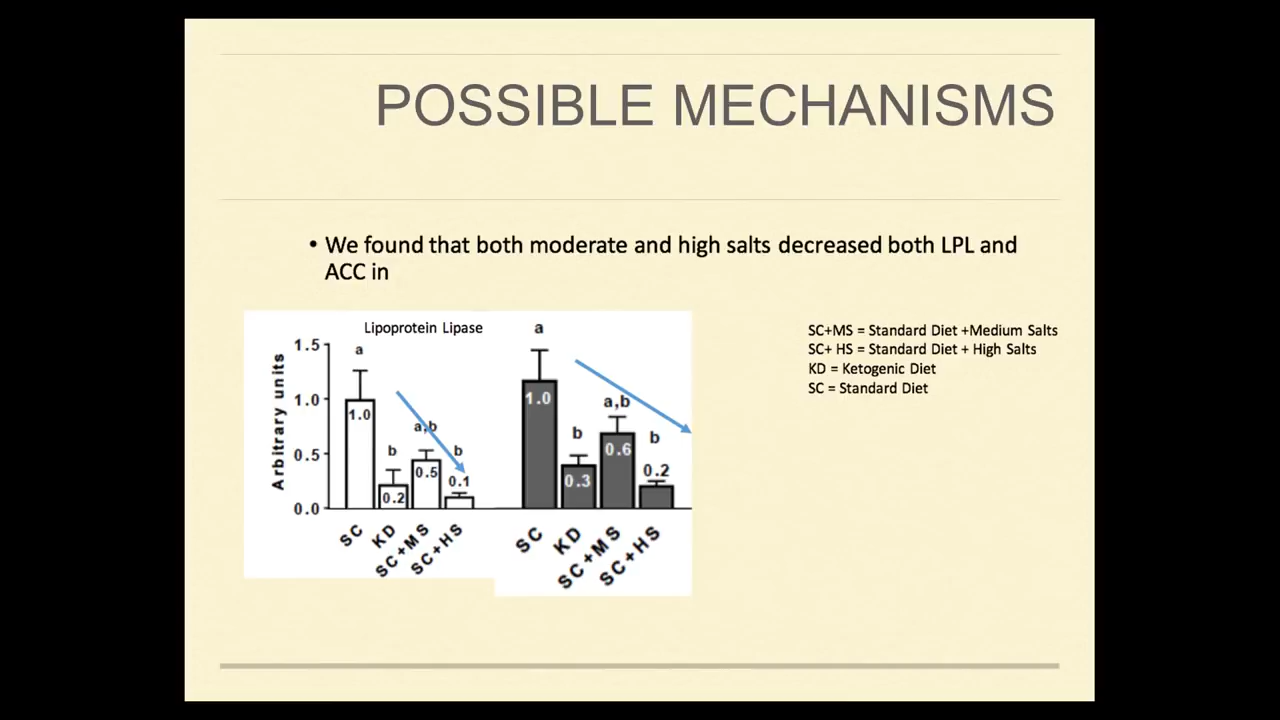 POSSIBLE MECHANISMS
• We found that both moderate and high salts decreased both LPL and
ACC in
Lipoprotein Lipase
Arbitrary units
1.5
1.0
0.5
0.0
a
b
a,b
b
1.0
0.2
0.5
0.1
SC
KD
SC+MS
SC+HS
a
b
a,b
b
1.0
0.3
0.6
0.2
SC
KD
SC+MS
SC+HS
SC+MS = Standard Diet +Medium Salts
SC+ HS = Standard Diet + High Salts
KD = Ketogenic Diet
SC = Standard Diet